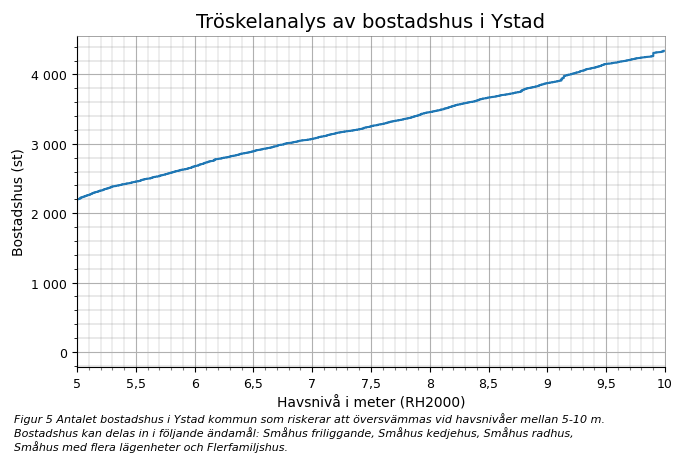 Tröskelanalys av bostadshus i Ystad
Bostadshus (st)
4 000
3 000
2 000
1 000
0
5
5,5
6
6,5
7
7,5
8
8,5
9
9,5
10
Havsnivå i meter (RH2000)
Figur 5 Antalet bostadshus i Ystad kommun som riskerar att översvämmas vid havsnivåer mellan 5-10 m.
Bostadshus kan delas in i följande ändamål: Småhus friliggande, Småhus kedjehus, Småhus radhus,
Småhus med flera lägenheter och Flerfamiljshus.